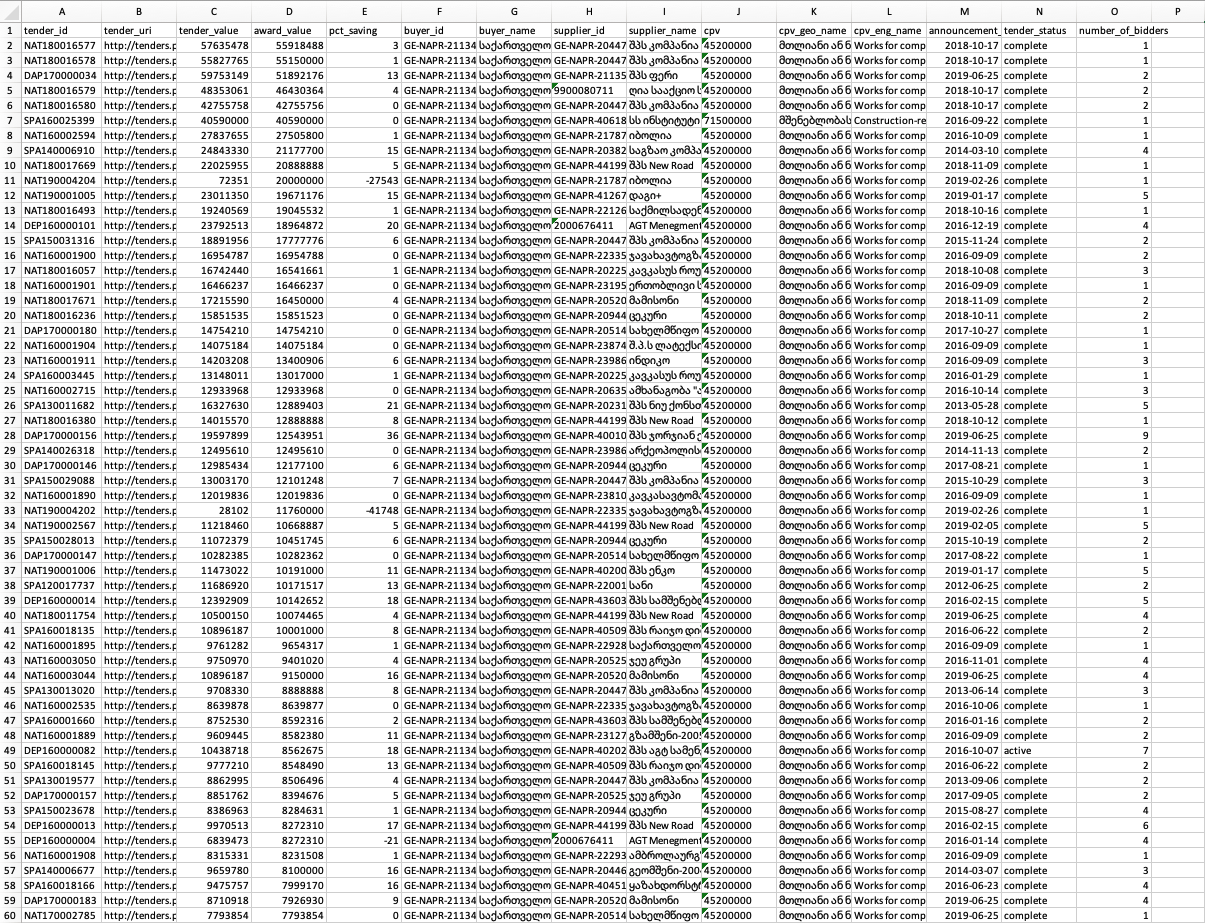 A B C D E F G H I J K L M N O P
1 tender_id tender_uri tender_value award_value pct_saving buyer_id buyer_name supplier_id supplier_name cpv cpv_geo_name cpv_eng_name announcement_ tender_status number_of_bidders
2 NAT180016577 http://tenders.p 57635478 55918488 3 GE-NAPR-21134 საქართველო GE-NAPR-20447 შპს კომპანია 45200000 მთლიანი ან ნ Works for comp 2018-10-17 complete 1
3 NAT180016578 http://tenders.p 55827765 55150000 1 GE-NAPR-21134 საქართველო GE-NAPR-20447 შპს კომპანია 45200000 მთლიანი ან ნ Works for comp 2018-10-17 complete 1
4 DAP170000034 http://tenders.p 59753149 51892176 13 GE-NAPR-21134 საქართველო GE-NAPR-21135 შპს ფერი 45200000 მთლიანი ან ნ Works for comp 2019-06-25 complete 2
5 NAT180016579 http://tenders.p 48353061 46430364 4 GE-NAPR-21134 საქართველო 9900080711 ღია სააქციო ს 45200000 მთლიანი ან ნ Works for comp 2018-10-17 complete 2
6 NAT180016580 http://tenders.p 42755758 42755756 0 GE-NAPR-21134 საქართველო GE-NAPR-20447 შპს კომპანია 45200000 მთლიანი ან ნ Works for comp 2018-10-17 complete 2
7 SPA160025399 http://tenders.p 40590000 40590000 0 GE-NAPR-21134 საქართველო GE-NAPR-40618 სს ინსტიტუტი 71500000 მშენებლობას Construction-re 2016-09-22 complete 1
8 NAT160002594 http://tenders.p 27837655 27505800 1 GE-NAPR-21134 საქართველო GE-NAPR-21787 იბოლია 45200000 მთლიანი ან ნ Works for comp 2016-10-09 complete 1
9 SPA140006910 http://tenders.p 24843330 21177700 15 GE-NAPR-21134 საქართველო GE-NAPR-20382 საგზაო კომპა 45200000 მთლიანი ან ნ Works for comp 2014-03-10 complete 4
10 NAT180017669 http://tenders.p 22025955 20888888 5 GE-NAPR-21134 საქართველო GE-NAPR-44199 შპს New Road 45200000 მთლიანი ან ნ Works for comp 2018-11-09 complete 1
11 NAT190004204 http://tenders.p 72351 20000000 -27543 GE-NAPR-21134 საქართველო GE-NAPR-21787 იბოლია 45200000 მთლიანი ან ნ Works for comp 2019-02-26 complete 1
12 NAT190001005 http://tenders.p 23011350 19671176 15 GE-NAPR-21134 საქართველო GE-NAPR-41267 დაგი+ 45200000 მთლიანი ან ნ Works for comp 2019-01-17 complete 5
13 NAT180016493 http://tenders.p 19240569 19045532 1 GE-NAPR-21134 საქართველო GE-NAPR-22126 საქმილსადენ 45200000 მთლიანი ან ნ Works for comp 2018-10-16 complete 1
14 DEP160000101 http://tenders.p 23792513 18964872 20 GE-NAPR-21134 საქართველო 2000676411 AGT Menegment 45200000 მთლიანი ან ნ Works for comp 2016-12-19 complete 4
15 SPA150031316 http://tenders.p 18891956 17777776 6 GE-NAPR-21134 საქართველო GE-NAPR-20447 შპს კომპანია 45200000 მთლიანი ან ნ Works for comp 2015-11-24 complete 2
16 NAT160001900 http://tenders.p 16954787 16954788 0 GE-NAPR-21134 საქართველო GE-NAPR-22335 ჯავახავტოგზ 45200000 მთლიანი ან ნ Works for comp 2016-09-09 complete 2
17 NAT180016057 http://tenders.p 16742440 16541661 1 GE-NAPR-21134 საქართველო GE-NAPR-20225 კავკასუს როუ 45200000 მთლიანი ან ნ Works for comp 2018-10-08 complete 3
18 NAT160001901 http://tenders.p 16466237 16466237 0 GE-NAPR-21134 საქართველო GE-NAPR-23195 ერთობლივი ს 45200000 მთლიანი ან ნ Works for comp 2016-09-09 complete 1
19 NAT180017671 http://tenders.p 17215590 16450000 4 GE-NAPR-21134 საქართველო GE-NAPR-20520 მამისონი 45200000 მთლიანი ან ნ Works for comp 2018-11-09 complete 2
20 NAT180016236 http://tenders.p 15851535 15851523 0 GE-NAPR-21134 საქართველო GE-NAPR-20944 ცეკური 45200000 მთლიანი ან ნ Works for comp 2018-10-11 complete 2
21 DAP170000180 http://tenders.p 14754210 14754210 0 GE-NAPR-21134 საქართველო GE-NAPR-20514 სახელმწიფო 45200000 მთლიანი ან ნ Works for comp 2017-10-27 complete 1
22 NAT160001904 http://tenders.p 14075184 14075184 0 GE-NAPR-21134 საქართველო GE-NAPR-23874 შ.პ.ს ლატექსი 45200000 მთლიანი ან ნ Works for comp 2016-09-09 complete 1
23 NAT160001911 http://tenders.p 14203208 13400906 6 GE-NAPR-21134 საქართველო GE-NAPR-23986 ინდიკო 45200000 მთლიანი ან ნ Works for comp 2016-09-09 complete 3
24 SPA160003445 http://tenders.p 13148011 13017000 1 GE-NAPR-21134 საქართველო GE-NAPR-20225 კავკასუს როუ 45200000 მთლიანი ან ნ Works for comp 2016-01-29 complete 1
25 NAT160002715 http://tenders.p 12933968 12933968 0 GE-NAPR-21134 საქართველო GE-NAPR-20635 ამხანაგობა "ა 45200000 მთლიანი ან ნ Works for comp 2016-10-14 complete 3
26 SPA130011682 http://tenders.p 16327630 12889403 21 GE-NAPR-21134 საქართველო GE-NAPR-20231 შპს ნიუ ქონსთ 45200000 მთლიანი ან ნ Works for comp 2013-05-28 complete 5
27 NAT180016380 http://tenders.p 14015570 12888888 8 GE-NAPR-21134 საქართველო GE-NAPR-44199 შპს New Road 45200000 მთლიანი ან ნ Works for comp 2018-10-12 complete 1
28 DAP170000156 http://tenders.p 19597899 12543951 36 GE-NAPR-21134 საქართველო GE-NAPR-40010 შპს ჯორჯიან 45200000 მთლიანი ან ნ Works for comp 2019-06-25 complete 9
29 SPA140026318 http://tenders.p 12495610 12495610 0 GE-NAPR-21134 საქართველო GE-NAPR-23986 არქეოპოლის 45200000 მთლიანი ან ნ Works for comp 2014-11-13 complete 2
30 DAP170000146 http://tenders.p 12985434 12177100 6 GE-NAPR-21134 საქართველო GE-NAPR-20944 ცეკური 45200000 მთლიანი ან ნ Works for comp 2017-08-21 complete 1
31 SPA150029088 http://tenders.p 13003170 12101248 7 GE-NAPR-21134 საქართველო GE-NAPR-20447 შპს კომპანია 45200000 მთლიანი ან ნ Works for comp 2015-10-29 complete 3
32 NAT160001890 http://tenders.p 12019836 12019836 0 GE-NAPR-21134 საქართველო GE-NAPR-23810 კავკასავტომა 45200000 მთლიანი ან ნ Works for comp 2016-09-09 complete 1
33 NAT190004202 http://tenders.p 28102 11760000 -41748 GE-NAPR-21134 საქართველო GE-NAPR-22335 ჯავახავტოგზ 45200000 მთლიანი ან ნ Works for comp 2019-02-26 complete 1
34 NAT190002567 http://tenders.p 11218460 10668887 5 GE-NAPR-21134 საქართველო GE-NAPR-44199 შპს New Road 45200000 მთლიანი ან ნ Works for comp 2019-02-05 complete 5
35 SPA150028013 http://tenders.p 11072379 10451745 6 GE-NAPR-21134 საქართველო GE-NAPR-20944 ცეკური 45200000 მთლიანი ან ნ Works for comp 2015-10-19 complete 2
36 DAP170000147 http://tenders.p 10282385 10282362 0 GE-NAPR-21134 საქართველო GE-NAPR-20514 სახელმწიფო 45200000 მთლიანი ან ნ Works for comp 2017-08-22 complete 1
37 NAT190001006 http://tenders.p 11473022 10191000 11 GE-NAPR-21134 საქართველო GE-NAPR-40200 შპს ენკო 45200000 მთლიანი ან ნ Works for comp 2019-01-17 complete 5
38 SPA120017737 http://tenders.p 11686920 10171517 13 GE-NAPR-21134 საქართველო GE-NAPR-22001 სანი 45200000 მთლიანი ან ნ Works for comp 2012-06-25 complete 2
39 DEP160000014 http://tenders.p 12392909 10142652 18 GE-NAPR-21134 საქართველო GE-NAPR-43603 შპს სამშენებ 45200000 მთლიანი ან ნ Works for comp 2016-02-15 complete 5
40 NAT180011754 http://tenders.p 10500150 10074465 4 GE-NAPR-21134 საქართველო GE-NAPR-44199 შპს New Road 45200000 მთლიანი ან ნ Works for comp 2019-06-25 complete 4
41 SPA160018135 http://tenders.p 10896187 10001000 8 GE-NAPR-21134 საქართველო GE-NAPR-40509 შპს რაიჯო დი 45200000 მთლიანი ან ნ Works for comp 2016-06-22 complete 2
42 NAT160001895 http://tenders.p 9761282 9654317 1 GE-NAPR-21134 საქართველო GE-NAPR-22928 საქართველო 45200000 მთლიანი ან ნ Works for comp 2016-09-09 complete 1
43 NAT160003050 http://tenders.p 9750970 9401020 4 GE-NAPR-21134 საქართველო GE-NAPR-20525 ჯეუ გრუპი 45200000 მთლიანი ან ნ Works for comp 2016-11-01 complete 4
44 NAT160003044 http://tenders.p 10896187 9150000 16 GE-NAPR-21134 საქართველო GE-NAPR-20520 მამისონი 45200000 მთლიანი ან ნ Works for comp 2019-06-25 complete 4
45 SPA130013020 http://tenders.p 9708330 8888888 8 GE-NAPR-21134 საქართველო GE-NAPR-20447 შპს კომპანია 45200000 მთლიანი ან ნ Works for comp 2013-06-14 complete 3
46 NAT160002535 http://tenders.p 8639878 8639877 0 GE-NAPR-21134 საქართველო GE-NAPR-22335 ჯავახავტოგზ 45200000 მთლიანი ან ნ Works for comp 2016-10-06 complete 1
47 SPA160001660 http://tenders.p 8752530 8592316 2 GE-NAPR-21134 საქართველო GE-NAPR-43603 შპს სამშენებ 45200000 მთლიანი ან ნ Works for comp 2016-01-16 complete 2
48 NAT160001889 http://tenders.p 9609445 8582380 11 GE-NAPR-21134 საქართველო GE-NAPR-23127 გზამშენი-200 45200000 მთლიანი ან ნ Works for comp 2016-09-09 complete 2
49 DEP160000082 http://tenders.p 10438718 8562675 18 GE-NAPR-21134 საქართველო GE-NAPR-40202 შპს აგტ სამენ 45200000 მთლიანი ან ნ Works for comp 2016-10-07 active 7
50 SPA160018145 http://tenders.p 9777210 8548490 13 GE-NAPR-21134 საქართველო GE-NAPR-40509 შპს რაიჯო დი 45200000 მთლიანი ან ნ Works for comp 2016-06-22 complete 2
51 SPA130019577 http://tenders.p 8862995 8506496 4 GE-NAPR-21134 საქართველო GE-NAPR-20447 შპს კომპანია 45200000 მთლიანი ან ნ Works for comp 2013-09-06 complete 2
52 DAP170000157 http://tenders.p 8851762 8394676 5 GE-NAPR-21134 საქართველო GE-NAPR-20525 ჯეუ გრუპი 45200000 მთლიანი ან ნ Works for comp 2017-09-05 complete 2
53 SPA150023678 http://tenders.p 8386963 8284631 1 GE-NAPR-21134 საქართველო GE-NAPR-20944 ცეკური 45200000 მთლიანი ან ნ Works for comp 2015-08-27 complete 4
54 DEP160000013 http://tenders.p 9970513 8272310 17 GE-NAPR-21134 საქართველო GE-NAPR-44199 შპს New Road 45200000 მთლიანი ან ნ Works for comp 2016-02-15 complete 6
55 DEP160000004 http://tenders.p 6839473 8272310 -21 GE-NAPR-21134 საქართველო 2000676411 AGT Menegment 45200000 მთლიანი ან ნ Works for comp 2016-01-14 complete 4
56 NAT160001908 http://tenders.p 8315331 8231508 1 GE-NAPR-21134 საქართველო GE-NAPR-22293 ამბროლაურგ 45200000 მთლიანი ან ნ Works for comp 2016-09-09 complete 1
57 SPA140006677 http://tenders.p 9659780 8100000 16 GE-NAPR-21134 საქართველო GE-NAPR-20446 გეომშენი-200 45200000 მთლიანი ან ნ Works for comp 2014-03-07 complete 3
58 SPA160018166 http://tenders.p 9475757 7999170 16 GE-NAPR-21134 საქართველო GE-NAPR-40451 ყაზახდორსტრ 45200000 მთლიანი ან ნ Works for comp 2016-06-23 complete 4
59 DAP170000183 http://tenders.p 8710918 7926930 9 GE-NAPR-21134 საქართველო GE-NAPR-20520 მამისონი 45200000 მთლიანი ან ნ Works for comp 2019-06-25 complete 4
60 NAT170002785 http://tenders.p 7793854 7793854 0 GE-NAPR-21134 საქართველო GE-NAPR-20514 სახელმწიფო 45200000 მთლიანი ან ნ Works for comp 2019-06-25 complete 1